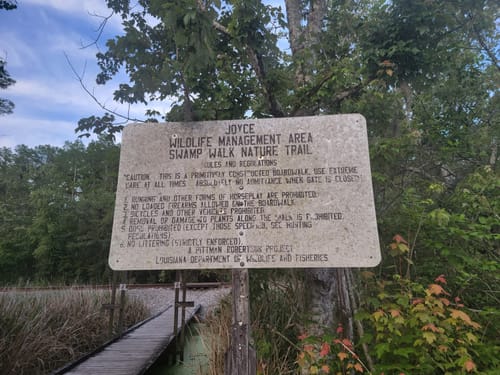 JOYCE
WILDLIFE MANAGEMENT AREA
SWAMP WALK NATURE TRAIL
RULES AND REGULATIONS
"CAUTION" THIS IS A PRIMITIVELY CONSTRUCTED BOARDWALK, USE EXTREME
CARE AT ALL TIMES. ABSOLUTELY NO ADMITTANCE WHEN GATE IS CLOSED
1. RUNNING AND OTHER FORMS OF HORSEPLAY ARE PROHIBITED.
2. NO LOADED FIREARMS ALLOWED ON THE BOARDWALK.
3. BICYCLES AND OTHER VEHICLES PROHIBITED.
4. REMOVAL OR DAMAGE TO PLANTS ALONG THE WALK IS PROHIBITED.
5. DOGS PROHIBITED (EXCEPT THOSE SPECIFIED, SEE HUNTING
REGULATIONS)
6. NO LITTERING (STRICTLY ENFORCED)
A PITTMAN ROBERTSON PROJECT
LOUISIANA DEPARTMENT OF WILDLIFE AND FISHERIES